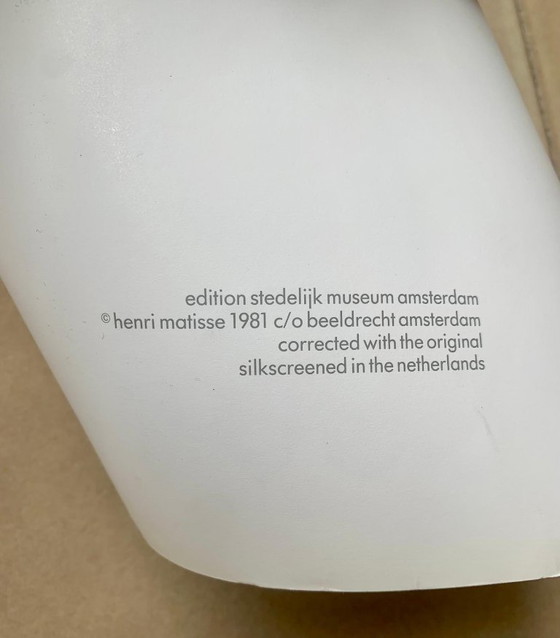 edition stedelijk museum amsterdam
© henri matisse 1981 c/o beeldrecht amsterdam
corrected with the original
silkscreened in the netherlands